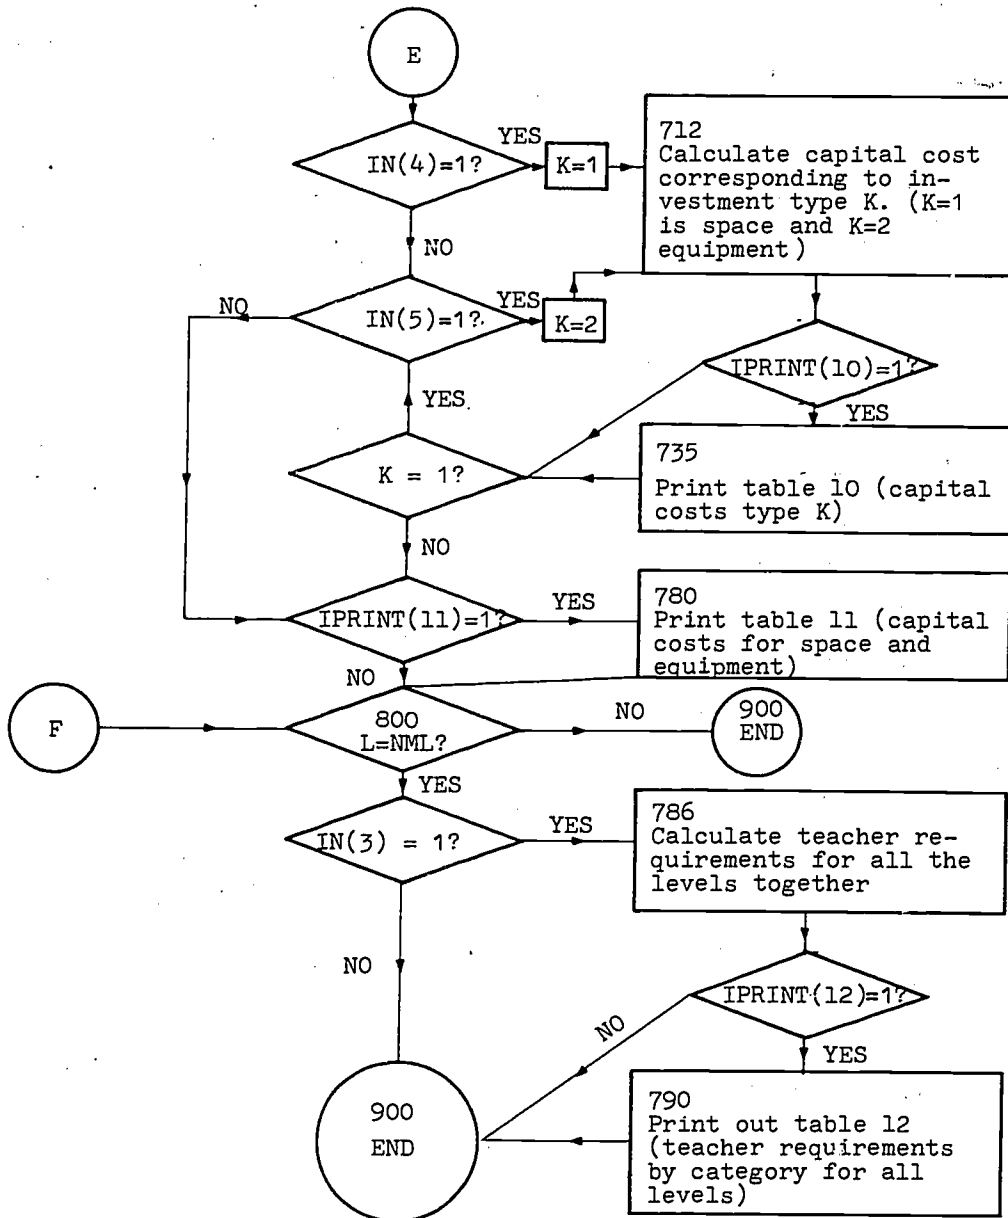 E
YES
IN(4)=1?
K=1
712
Calculate capital cost
corresponding to in-
vestment type K. (K=1
is space and K=2
equipment)
NO
NO
YES
IN(5)=1?
K=2
IPRINT(10)=1?
YES
YES
K = 1?
735
Print table 10 (capital
costs type K)
NO
IPRINT(11)=1?
YES
780
Print table 11 (capital
costs for space and
equipment)
NO
F
800
L=NML?
NO
900
END
YES
IN(3) = 1?
YES
786
Calculate teacher re-
quirements for all the
levels together
NO
IPRINT(12)=1?
NO
YES
900
END
790
Print out table 12
(teacher requirements
by category for all
levels)